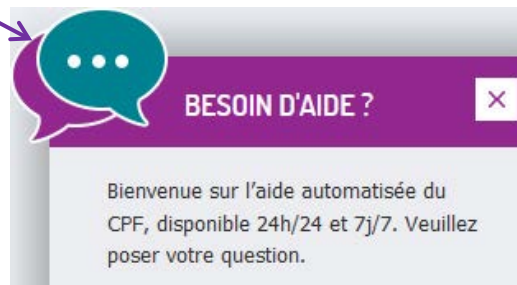 BESOIN D'AIDE ?
Bienvenue sur l'aide automatisée du
CPF, disponible 24h/24 et 7j/7. Veuillez
poser votre question.